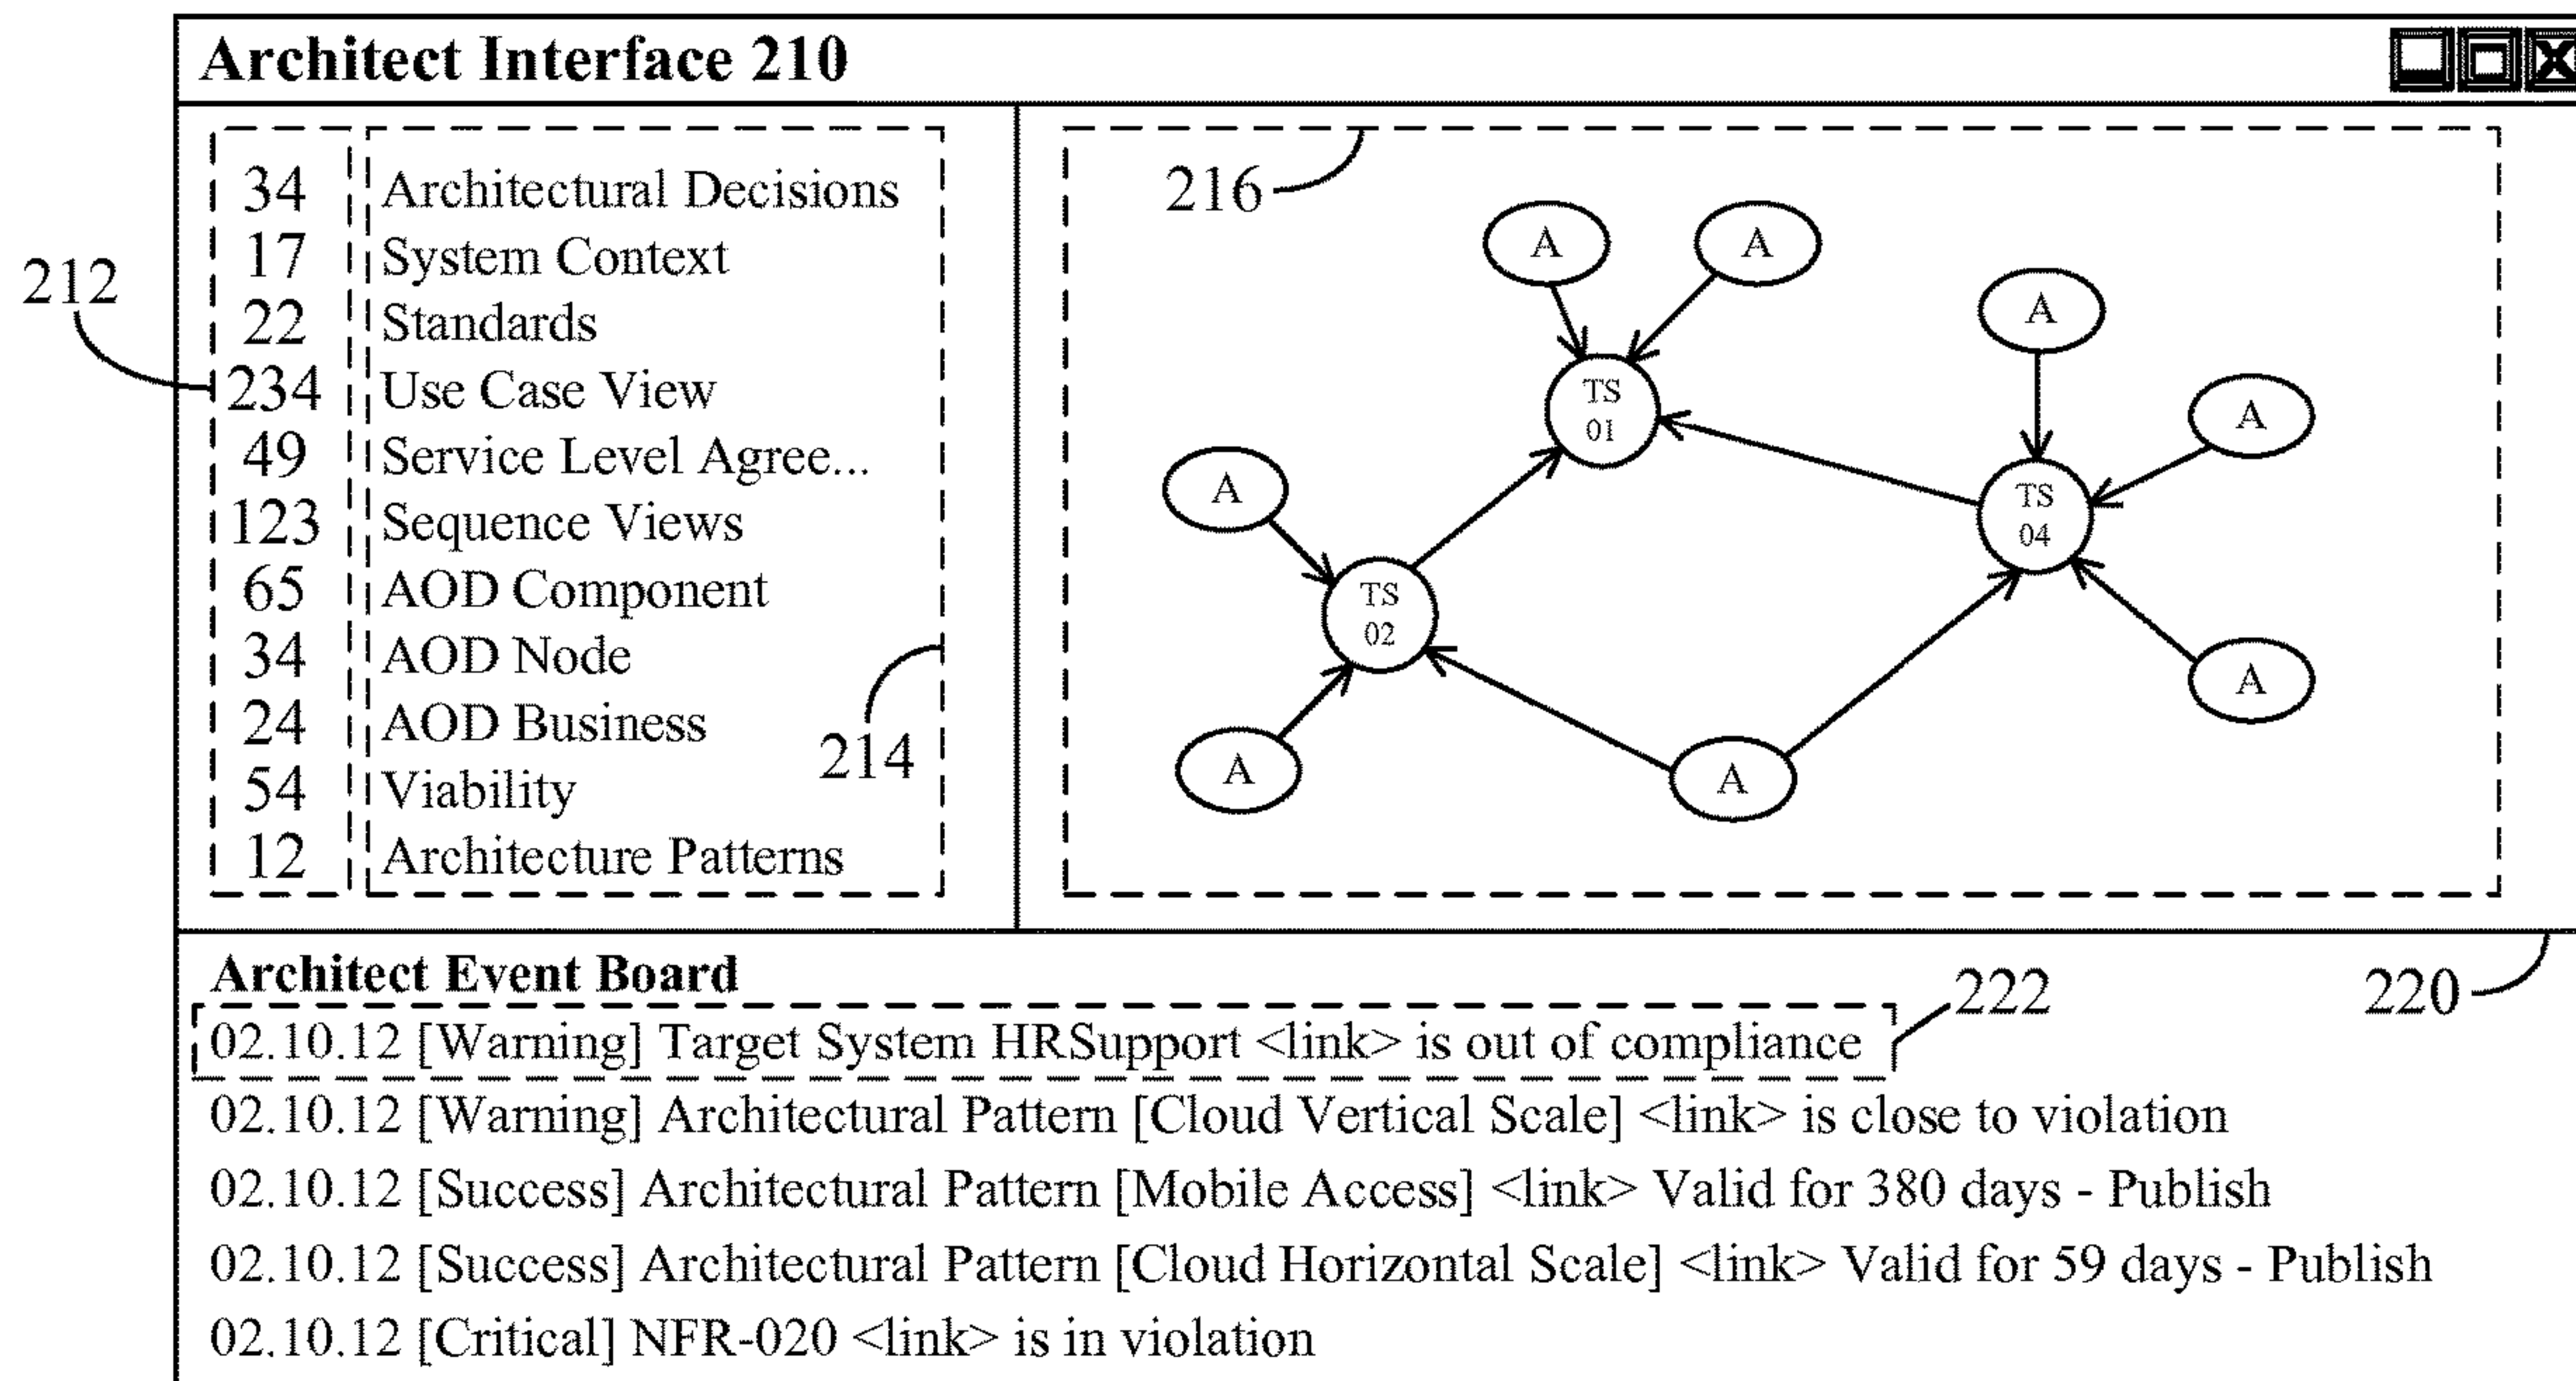 Architect Interface 210
212
34 Architectural Decisions
17 System Context
22 Standards
234 Use Case View
49 Service Level Agree...
123 Sequence Views
65 AOD Component
34 AOD Node
24 AOD Business
54 Viability
12 Architecture Patterns
214
216
A
A
A
A
TS
01
A
TS
04
TS
02
A
A
A
Architect Event Board
222
220
02.10.12 [Warning] Target System HRSupport <link> is out of compliance
02.10.12 [Warning] Architectural Pattern [Cloud Vertical Scale] <link> is close to violation
02.10.12 [Success] Architectural Pattern [Mobile Access] <link> Valid for 380 days - Publish
02.10.12 [Success] Architectural Pattern [Cloud Horizontal Scale] <link> Valid for 59 days - Publish
02.10.12 [Critical] NFR-020 <link> is in violation